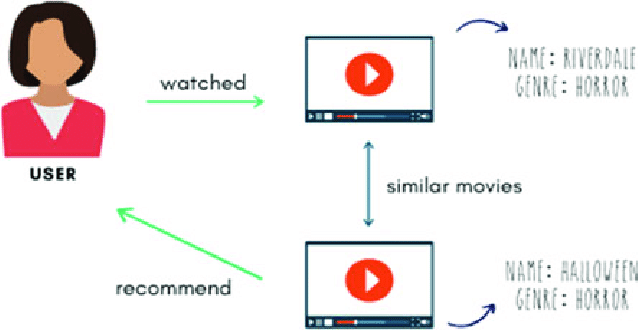 NAME: RIVERDALE
GENRE: HORROR
watched
USER
similar movies
recommend
NAME: HALLOWEEN
GENRE: HORROR